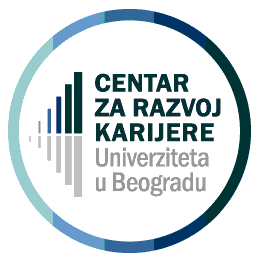 CENTAR
ZA RAZVOJ
KARIJERE
Univerziteta
u Beogradu